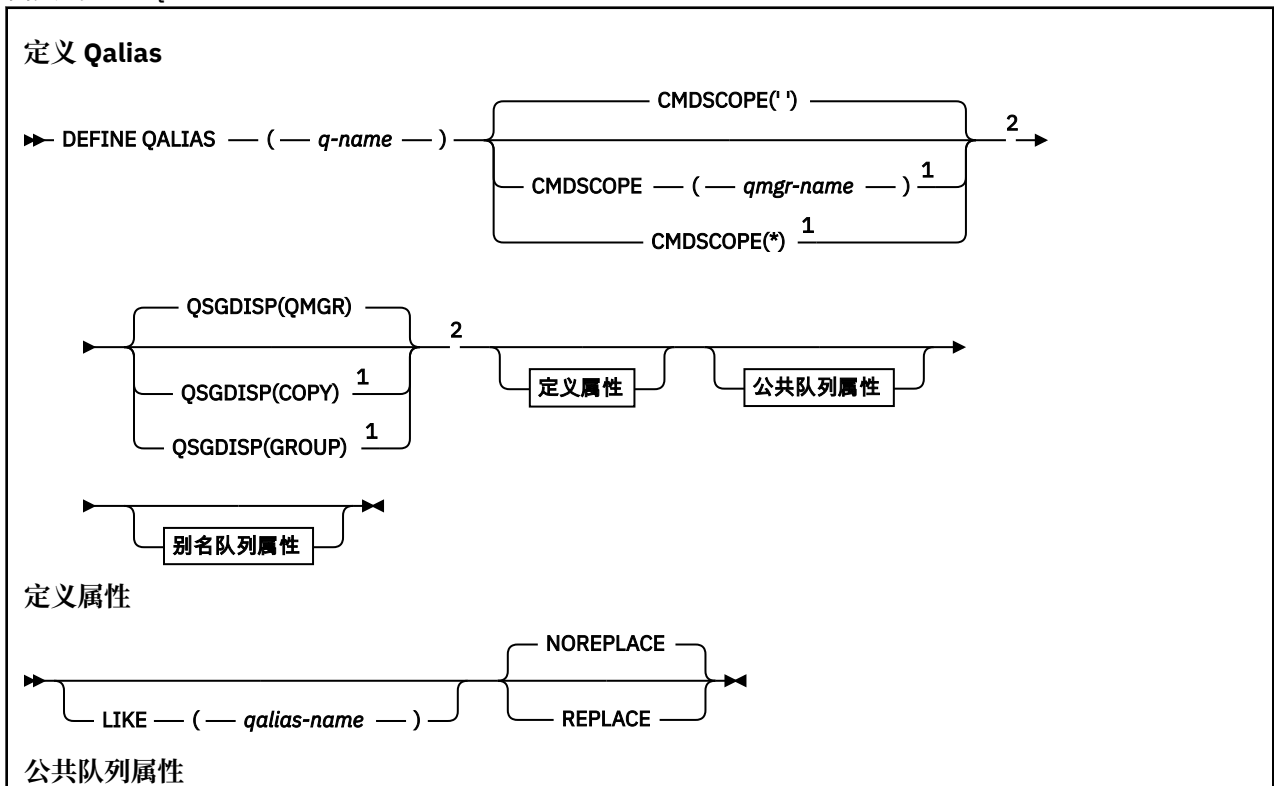 定义 Qalias
CMDSCOPE(' ')
DEFINE QALIAS ( q-name ) 2
CMDSCOPE ( qmgr-name ) 1
CMDSCOPE(*) 1
QSGDISP(QMGR) 2
QSGDISP(COPY) 1
定义属性 公共队列属性
QSGDISP(GROUP) 1
别名队列属性
定义属性
NOREPLACE
LIKE ( qalias-name ) REPLACE
公共队列属性